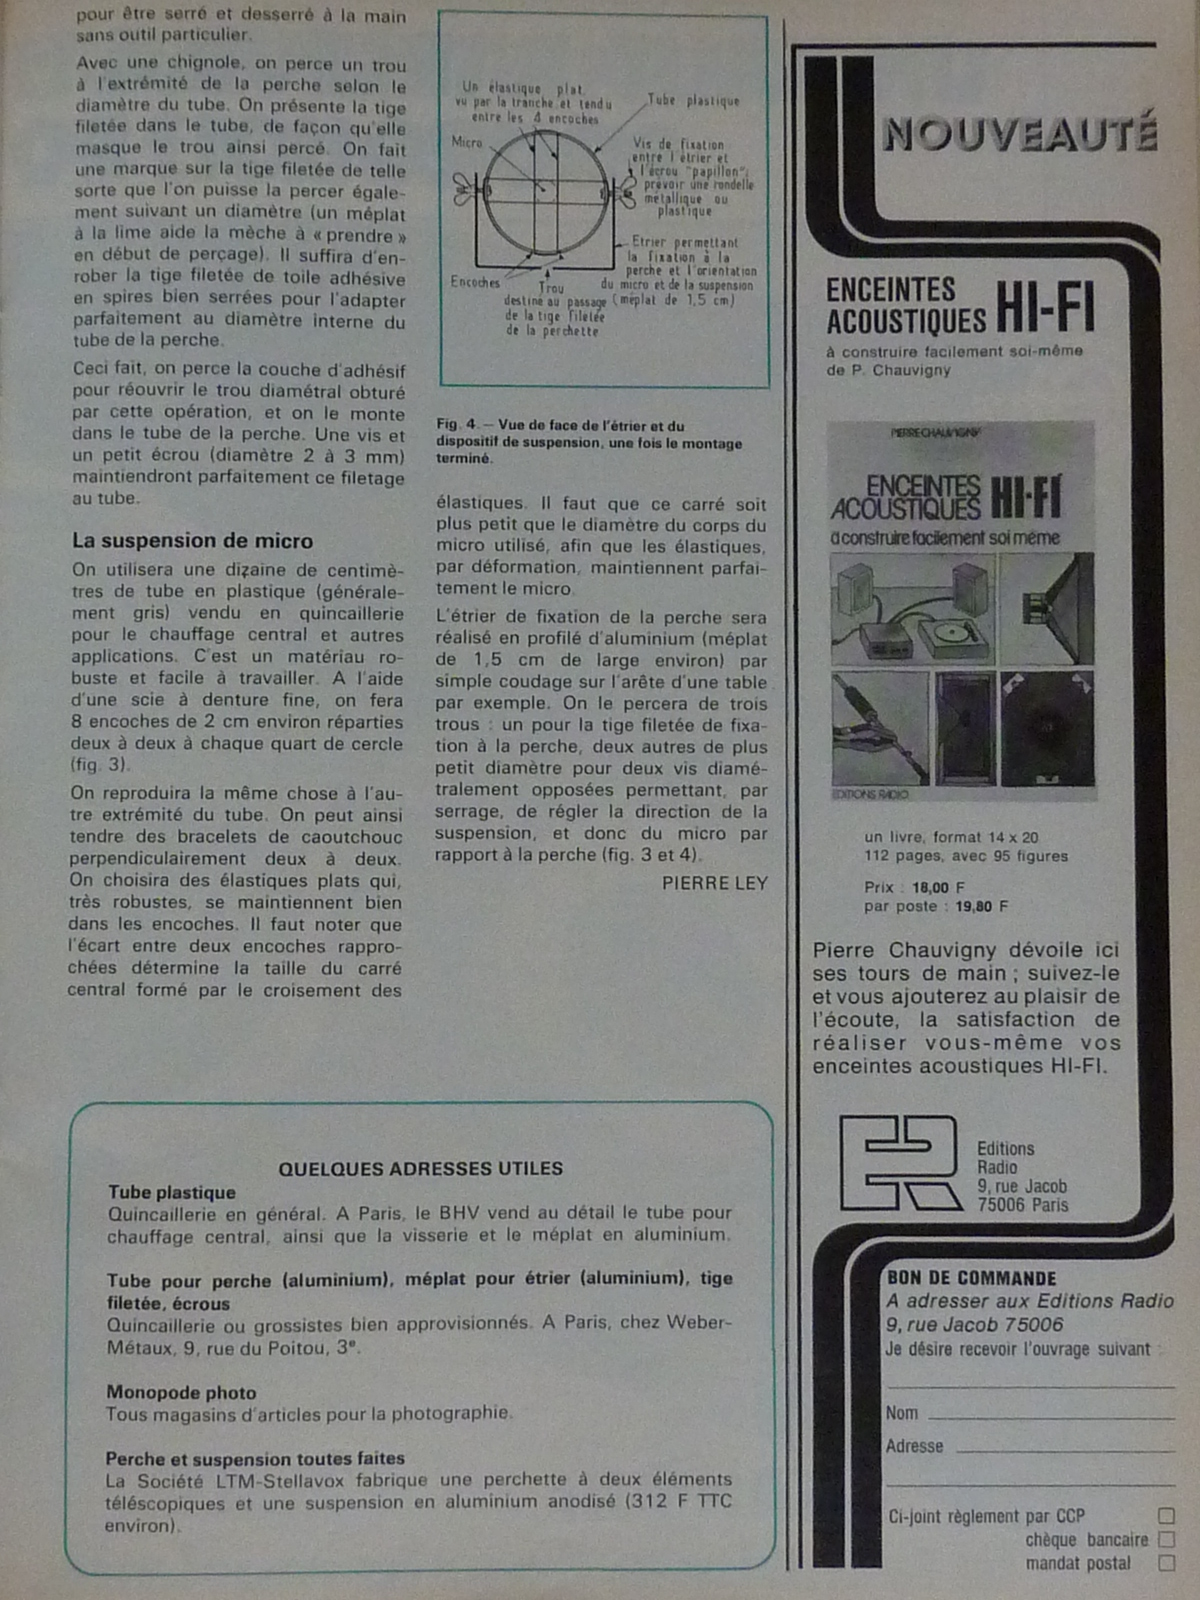 pour être serré et desserré à la main
sans outil particulier.
Avec une chignole, on perce un trou
à l'extrémité de la perche selon le
diamètre du tube. On présente la tige
filetée dans le tube, de façon qu'elle
masque le trou ainsi percé. On fait
une marque sur la tige filetée de telle
sorte que l'on puisse la percer égale-
ment suivant un diamètre (un méplat
à la lime aide la mèche à « prendre »
en début de perçage). Il suffira d'en-
rober la tige filetée de toile adhésive
en spires bien serrées pour l'adapter
parfaitement au diamètre interne du
tube de la perche.
Ceci fait, on perce la couche d'adhésif
pour réouvrir le trou diamétral obturé
par cette opération, et on le monte
dans le tube de la perche. Une vis et
un petit écrou (diamètre 2 à 3 mm)
maintiendront parfaitement ce filetage
au tube.
La suspension de micro
On utilisera une dizaine de centimè-
tres de tube en plastique (générale-
ment gris) vendu en quincaillerie
pour le chauffage central et autres
applications. C'est un matériau ro-
buste et facile à travailler. A l'aide
d'une scie à denture fine, on fera
8 encoches de 2 cm environ réparties
deux à deux à chaque quart de cercle
(fig. 3).
On reproduira la même chose à l'au-
tre extrémité du tube. On peut ainsi
tendre des bracelets de caoutchouc
perpendiculairement deux à deux.
On choisira des élastiques plats qui,
très robustes, se maintiennent bien
dans les encoches. Il faut noter que
l'écart entre deux encoches rappro-
chées détermine la taille du carré
central formé par le croisement des
Un élastique plat,
vu par la tranche et tendu
entre les 4 encoches
Tube plastique
Micro
Vis de fixation
entre l'étrier et
l'écrou "papillon";
prévoir une rondelle
métallique ou
plastique
Etrier permettant
la fixation à la
perche et l'orientation
du micro et de la suspension
(méplat de 1,5 cm)
Encoches
Trou
destiné au passage
de la tige filetée
de la perchette
Fig. 4. — Vue de face de l'étrier et du
dispositif de suspension, une fois le montage
terminé.
élastiques. Il faut que ce carré soit
plus petit que le diamètre du corps du
micro utilisé, afin que les élastiques,
par déformation, maintiennent parfai-
tement le micro.
L'étrier de fixation de la perche sera
réalisé en profilé d'aluminium (méplat
de 1,5 cm de large environ) par
simple coudage sur l'arête d'une table
par exemple. On le percera de trois
trous : un pour la tige filetée de fixa-
tion à la perche, deux autres de plus
petit diamètre pour deux vis diamé-
tralement opposées permettant, par
serrage, de régler la direction de la
suspension, et donc du micro par
rapport à la perche (fig. 3 et 4).
PIERRE LEY
QUELQUES ADRESSES UTILES
Tube plastique
Quincaillerie en général. A Paris, le BHV vend au détail le tube pour
chauffage central, ainsi que la visserie et le méplat en aluminium.
Tube pour perche (aluminium), méplat pour étrier (aluminium), tige
filetée, écrous
Quincaillerie ou grossistes bien approvisionnés. A Paris, chez Weber-
Métaux, 9, rue du Poitou, 3e.
Monopode photo
Tous magasins d'articles pour la photographie.
Perche et suspension toutes faites
La Société LTM-Stellavox fabrique une perchette à deux éléments
téléscopiques et une suspension en aluminium anodisé (312 F TTC
environ).
NOUVEAUTÉ
ENCEINTES
ACOUSTIQUES HI-FI
à construire facilement soi-même
de P. Chauvigny
PIERRE CHAUVIGNY
ENCEINTES
ACOUSTIQUES HI-FI
à construire facilement soi même
EDITIONS RADIO
un livre, format 14 x 20
112 pages, avec 95 figures
Prix : 18,00 F
par poste : 19,80 F
Pierre Chauvigny dévoile ici
ses tours de main ; suivez-le
et vous ajouterez au plaisir de
l'écoute, la satisfaction de
réaliser vous-même vos
enceintes acoustiques HI-FI.
ER
Editions
Radio
9, rue Jacob
75006 Paris
BON DE COMMANDE
A adresser aux Editions Radio
9, rue Jacob 75006
Je désire recevoir l'ouvrage suivant :
Nom
Adresse
Ci-joint règlement par CCP
chèque bancaire
mandat postal